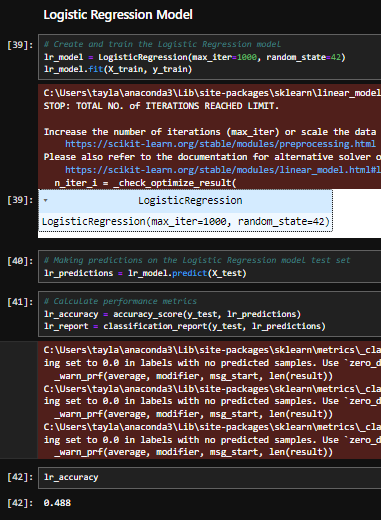 Logistic Regression Model
[39]:
# Create and train the Logistic Regression model
lr_model = LogisticRegression(max_iter=1000, random_state=42)
lr_model.fit(X_train, y_train)
C:\Users\tayla\anaconda3\Lib\site-packages\sklearn\linear_model
STOP: TOTAL NO. of ITERATIONS REACHED LIMIT.
Increase the number of iterations (max_iter) or scale the data
https://scikit-learn.org/stable/modules/preprocessing.html
Please also refer to the documentation for alternative solver o
https://scikit-learn.org/stable/modules/linear_model.html#l
n_iter_i = _check_optimize_result(
[39]:
LogisticRegression
LogisticRegression(max_iter=1000, random_state=42)
[40]:
# Making predictions on the Logistic Regression model test set
lr_predictions = lr_model.predict(X_test)
[41]:
# Calculate performance metrics
lr_accuracy = accuracy_score(y_test, lr_predictions)
lr_report = classification_report(y_test, lr_predictions)
C:\Users\tayla\anaconda3\Lib\site-packages\sklearn\metrics\_cla
ing set to 0.0 in labels with no predicted samples. Use `zero_d
_warn_prf(average, modifier, msg_start, len(result))
C:\Users\tayla\anaconda3\Lib\site-packages\sklearn\metrics\_cla
ing set to 0.0 in labels with no predicted samples. Use `zero_d
_warn_prf(average, modifier, msg_start, len(result))
C:\Users\tayla\anaconda3\Lib\site-packages\sklearn\metrics\_cla
ing set to 0.0 in labels with no predicted samples. Use `zero_d
_warn_prf(average, modifier, msg_start, len(result))
[42]:
lr_accuracy
[42]:
0.488